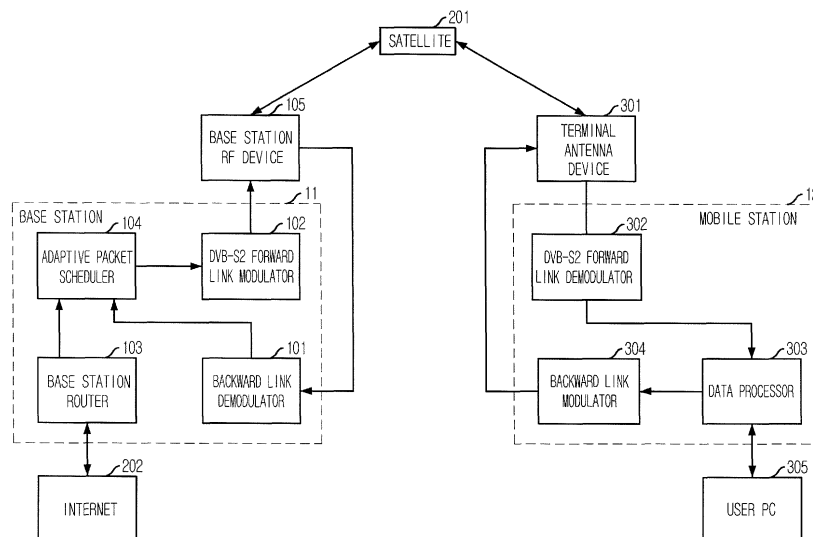 201
SATELLITE
105
BASE STATION
RF DEVICE
301
TERMINAL
ANTENNA
DEVICE
11
BASE STATION
104
ADAPTIVE PACKET
SCHEDULER
102
DVB-S2 FORWARD
LINK MODULATOR
MOBILE STATION
302
DVB-S2 FORWARD
LINK DEMODULATOR
103
BASE STATION
ROUTER
101
BACKWARD LINK
DEMODULATOR
304
BACKWARD LINK
MODULATOR
303
DATA PROCESSOR
202
INTERNET
305
USER PC